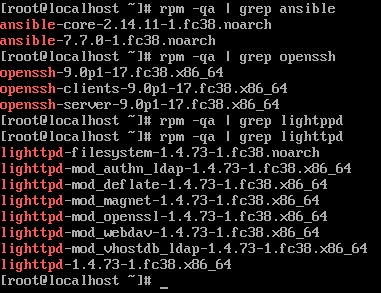 [root@localhost ~]# rpm -qa | grep ansible
ansible-core-2.14.11-1.fc38.noarch
ansible-7.7.0-1.fc38.noarch
[root@localhost ~]# rpm -qa | grep openssh
openssh-9.0p1-17.fc38.x86_64
openssh-clients-9.0p1-17.fc38.x86_64
openssh-server-9.0p1-17.fc38.x86_64
[root@localhost ~]# rpm -qa | grep lightppd
[root@localhost ~]# rpm -qa | grep lighttpd
lighttpd-filesystem-1.4.73-1.fc38.noarch
lighttpd-mod_authn_ldap-1.4.73-1.fc38.x86_64
lighttpd-mod_deflate-1.4.73-1.fc38.x86_64
lighttpd-mod_magnet-1.4.73-1.fc38.x86_64
lighttpd-mod_openssl-1.4.73-1.fc38.x86_64
lighttpd-mod_webdav-1.4.73-1.fc38.x86_64
lighttpd-mod_vhostdb_ldap-1.4.73-1.fc38.x86_64
lighttpd-1.4.73-1.fc38.x86_64
[root@localhost ~]# _